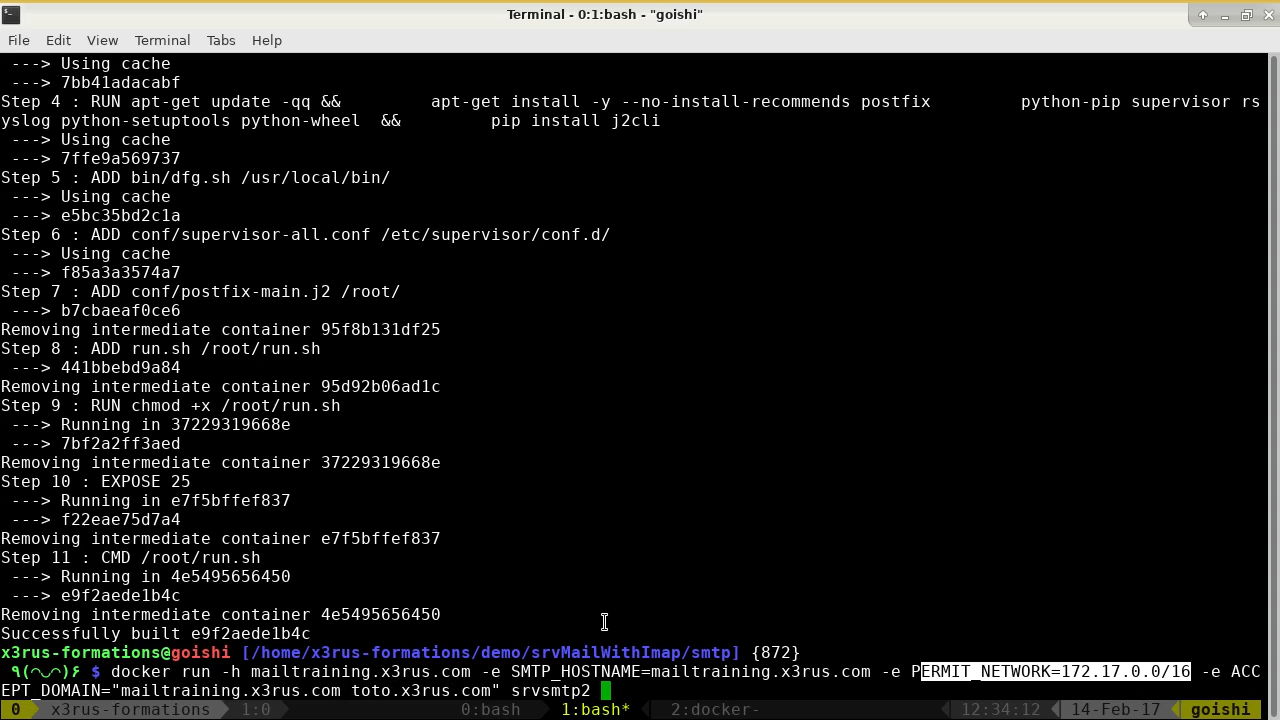 Terminal - 0:1:bash - "goishi"
File Edit View Terminal Tabs Help
---> Using cache
---> 7bb41adacabf
Step 4 : RUN apt-get update -qq &&         apt-get install -y --no-install-recommends postfix         python-pip supervisor rs
yslog python-setuptools python-wheel  &&         pip install j2cli
---> Using cache
---> 7ffe9a569737
Step 5 : ADD bin/dfg.sh /usr/local/bin/
---> Using cache
---> e5bc35bd2c1a
Step 6 : ADD conf/supervisor-all.conf /etc/supervisor/conf.d/
---> Using cache
---> f85a3a3574a7
Step 7 : ADD conf/postfix-main.j2 /root/
---> b7cbaeaf0ce6
Removing intermediate container 95f8b131df25
Step 8 : ADD run.sh /root/run.sh
---> 441bbebd9a84
Removing intermediate container 95d92b06ad1c
Step 9 : RUN chmod +x /root/run.sh
---> Running in 37229319668e
---> 7bf2a2ff3aed
Removing intermediate container 37229319668e
Step 10 : EXPOSE 25
---> Running in e7f5bffef837
---> f22eae75d7a4
Removing intermediate container e7f5bffef837
Step 11 : CMD /root/run.sh
---> Running in 4e5495656450
---> e9f2aede1b4c
Removing intermediate container 4e5495656450
Successfully built e9f2aede1b4c
x3rus-formations@goishi [/home/x3rus-formations/demo/srvMailWithImap/smtp] {872}
٩(◠◡◠)۶ $ docker run -h mailtraining.x3rus.com -e SMTP_HOSTNAME=mailtraining.x3rus.com -e PERMIT_NETWORK=172.17.0.0/16 -e ACC
EPT_DOMAIN="mailtraining.x3rus.com toto.x3rus.com" srvsmtp2
0 x3rus-formations 1:0 0:bash 1:bash* 2:docker- 12:34:12 14-Feb-17 goishi